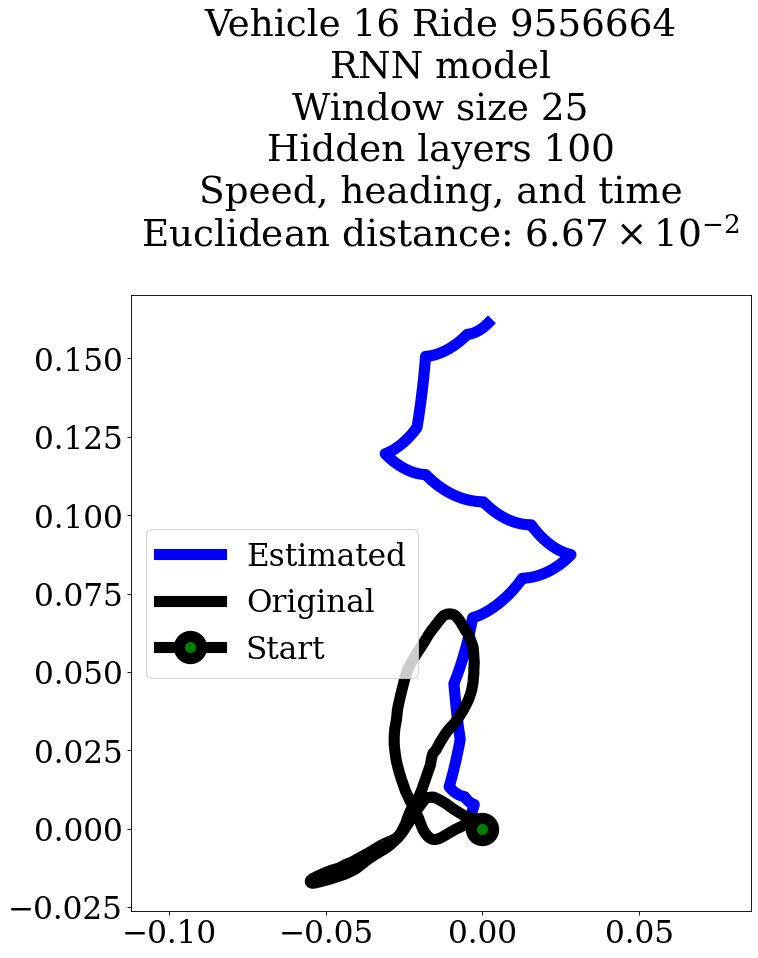 Vehicle 16 Ride 9556664
RNN model
Window size 25
Hidden layers 100
Speed, heading, and time
Euclidean distance: 6.67 × 10⁻²
0.150
0.125
0.100
0.075
0.050
0.025
0.000
−0.025
Estimated
Original
Start
−0.10 −0.05 0.00 0.05